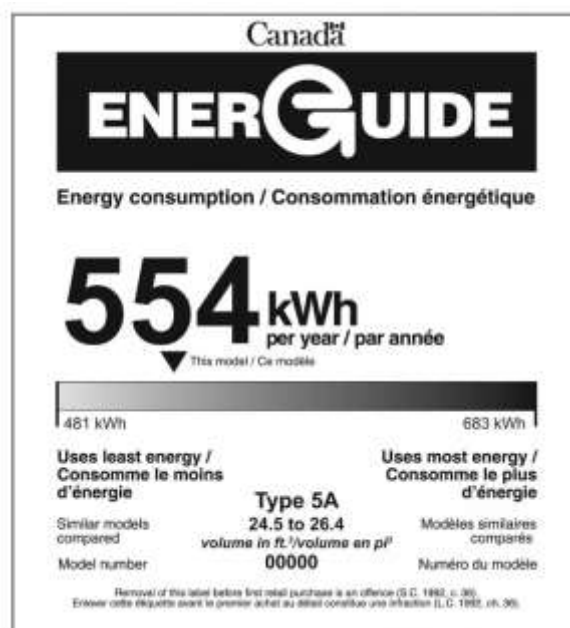 Canada
ENERGUIDE
Energy consumption / Consommation énergétique
554 kWh
per year / par année
This model / Ce modèle
481 kWh 683 kWh
Uses least energy / Uses most energy /
Consomme le moins Consomme le plus
d'énergie d'énergie
Type 5A
Similar models 24.5 to 26.4 Modèles similaires
compared volume in ft.³/volume en pi³ comparés
Model number 00000 Numéro du modèle
Removal of this label before first retail purchase is an offence (S.C. 1992, c. 36).
Enlever cette étiquette avant le premier achat au détail constitue une infraction (L.C. 1992, ch. 36).